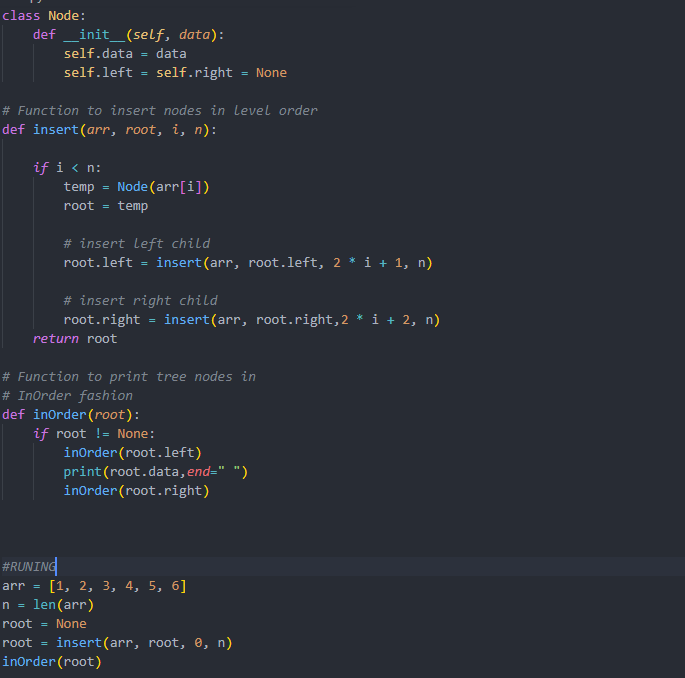 class Node:
    def __init__(self, data):
        self.data = data
        self.left = self.right = None
# Function to insert nodes in level order
def insert(arr, root, i, n):
    if i < n:
        temp = Node(arr[i])
        root = temp
        # insert left child
        root.left = insert(arr, root.left, 2 * i + 1, n)
        # insert right child
        root.right = insert(arr, root.right,2 * i + 2, n)
    return root
# Function to print tree nodes in
# InOrder fashion
def inOrder(root):
    if root != None:
        inOrder(root.left)
        print(root.data,end=" ")
        inOrder(root.right)
#RUNING
arr = [1, 2, 3, 4, 5, 6]
n = len(arr)
root = None
root = insert(arr, root, 0, n)
inOrder(root)